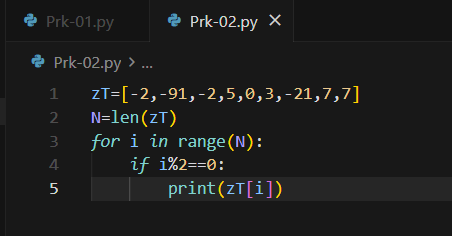 Prk-01.py
Prk-02.py ×
Prk-02.py > ...
1 zT=[-2,-91,-2,5,0,3,-21,7,7]
2 N=len(zT)
3 for i in range(N):
4     if i%2==0:
5         print(zT[i])